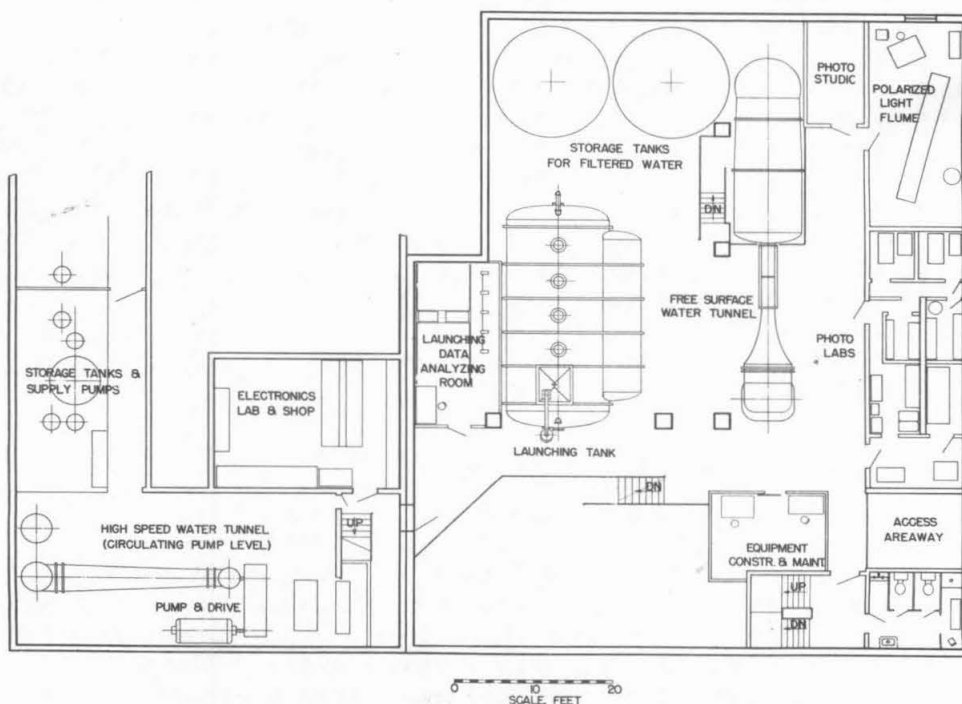 PHOTO
STUDIO
POLARIZED
LIGHT
FLUME
STORAGE TANKS
FOR FILTERED WATER
DN
FREE SURFACE
WATER TUNNEL
PHOTO
LABS
LAUNCHING
DATA
ANALYZING
ROOM
STORAGE TANKS &
SUPPLY PUMPS
ELECTRONICS
LAB & SHOP
LAUNCHING TANK
DN
HIGH SPEED WATER TUNNEL
(CIRCULATING PUMP LEVEL)
UP
ACCESS
AREAWAY
EQUIPMENT
CONSTR. & MAINT.
UP
DN
PUMP & DRIVE
0 10 20
SCALE, FEET